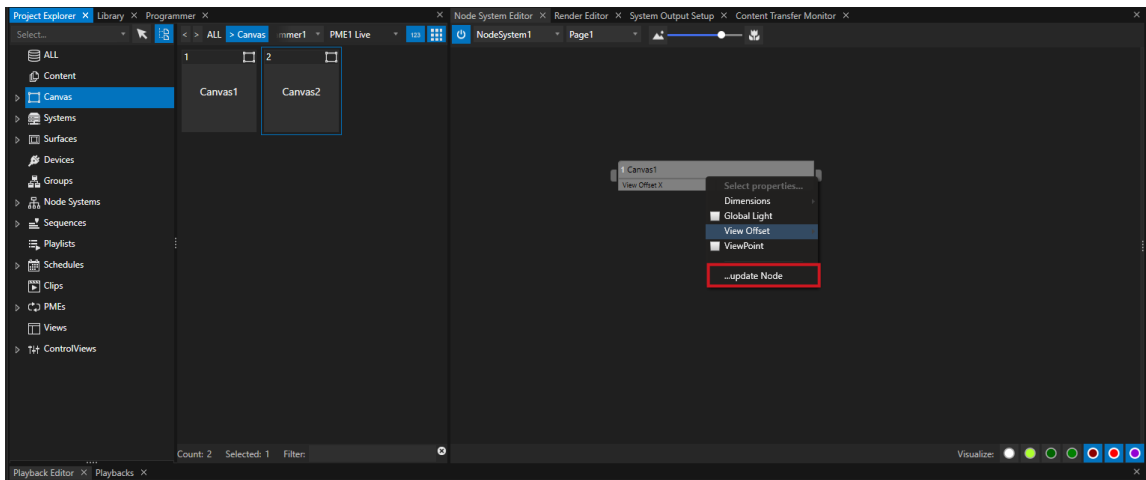 Project Explorer × Library × Programmer × ×
Select... < > ALL > Canvas mmer1 PME1 Live 123
ALL
Content
Canvas
Systems
Surfaces
Devices
Groups
Node Systems
Sequences
Playlists
Schedules
Clips
PMEs
Views
ControlViews
1 2
Canvas1 Canvas2
Count: 2 Selected: 1 Filter:
Node System Editor × Render Editor × System Output Setup × Content Transfer Monitor × ×
NodeSystem1 Page1
1 Canvas1
View Offset X
Select properties...
Dimensions
Global Light
View Offset
ViewPoint
...update Node
Visualize:
Playback Editor × Playbacks × ×